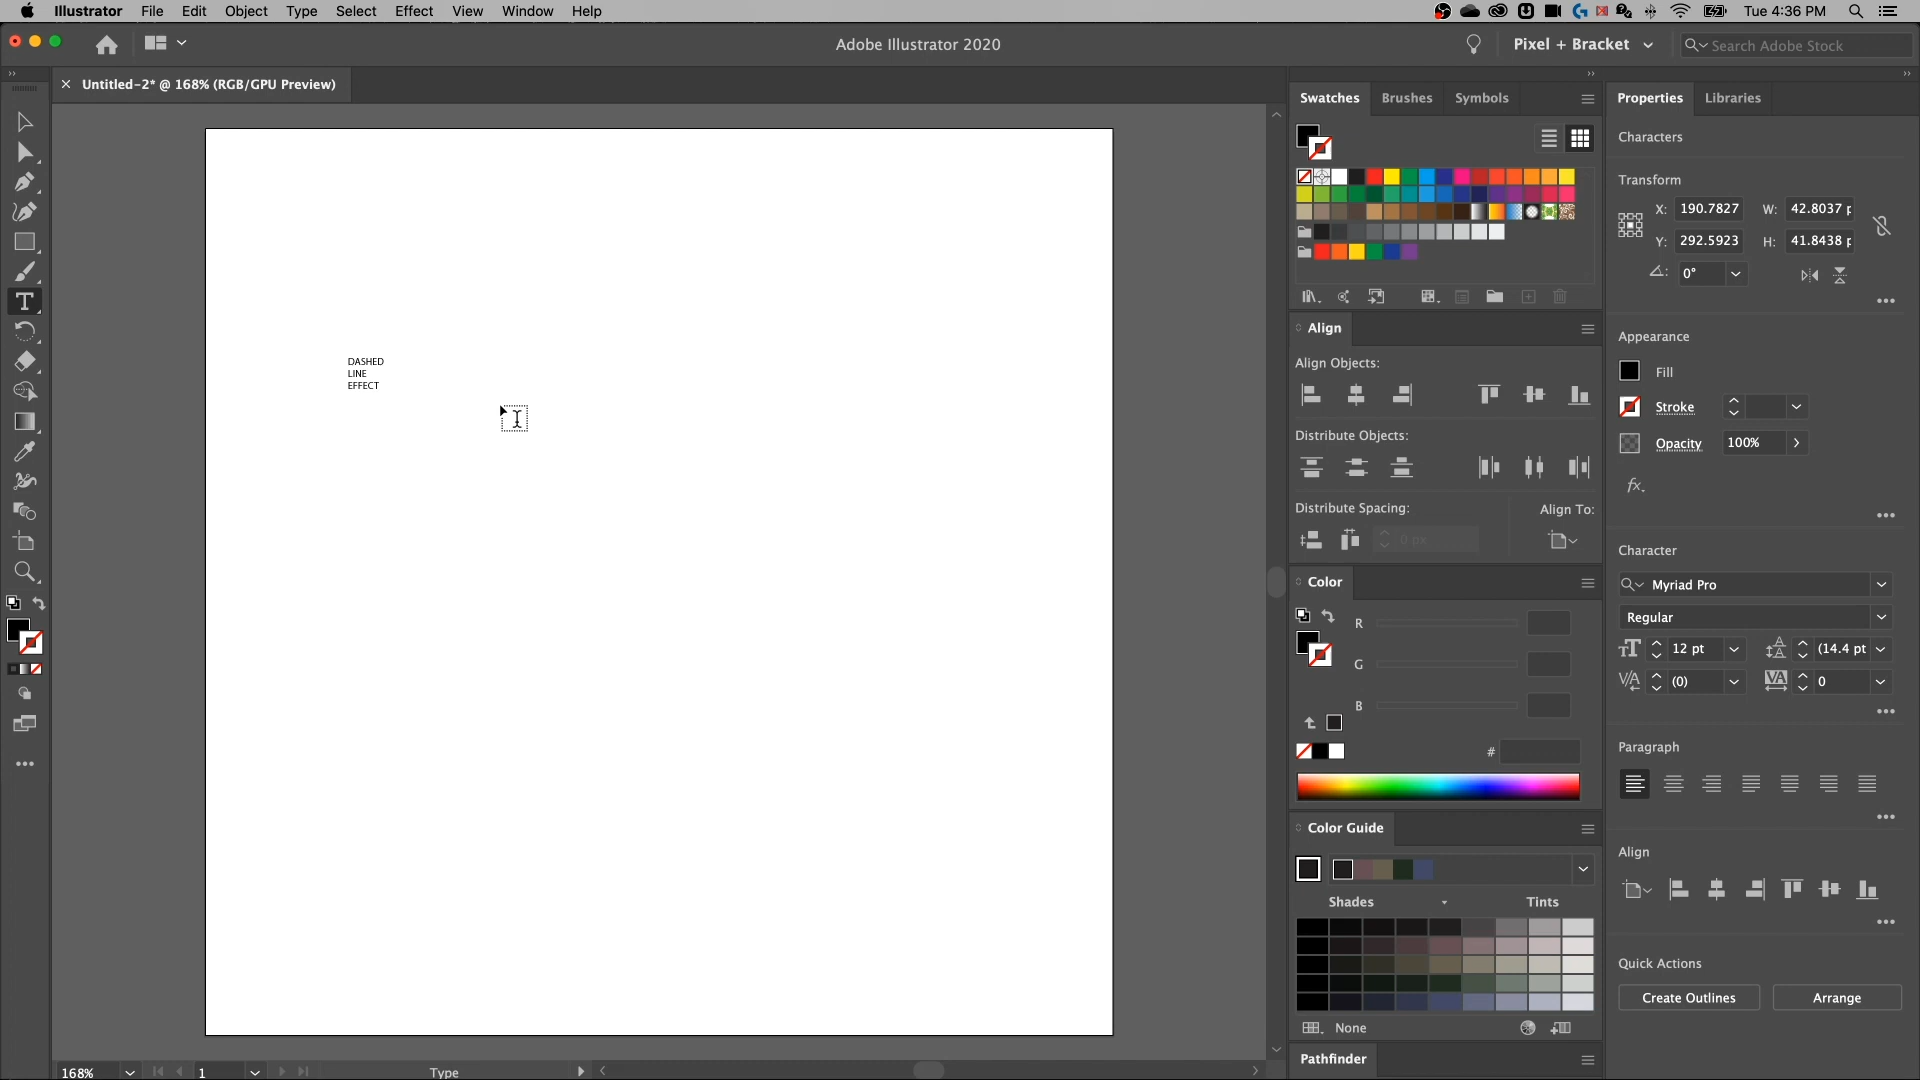 Illustrator File Edit Object Type Select Effect View Window Help
Tue 4:36 PM
Adobe Illustrator 2020
Pixel + Bracket
Search Adobe Stock
Untitled-2* @ 168% (RGB/GPU Preview)
DASHED
LINE
EFFECT
168%
1
Type
Swatches Brushes Symbols
Align
Align Objects:
Distribute Objects:
Distribute Spacing:
Align To:
0 px
Color
R
G
B
#
Color Guide
Shades
Tints
None
Pathfinder
Properties Libraries
Characters
Transform
X: 190.7827 W: 42.8037 p
Y: 292.5923 H: 41.8438 p
0°
Appearance
Fill
Stroke
Opacity 100%
fx.
Character
Myriad Pro
Regular
12 pt (14.4 pt
(0) 0
Paragraph
Align
Quick Actions
Create Outlines Arrange